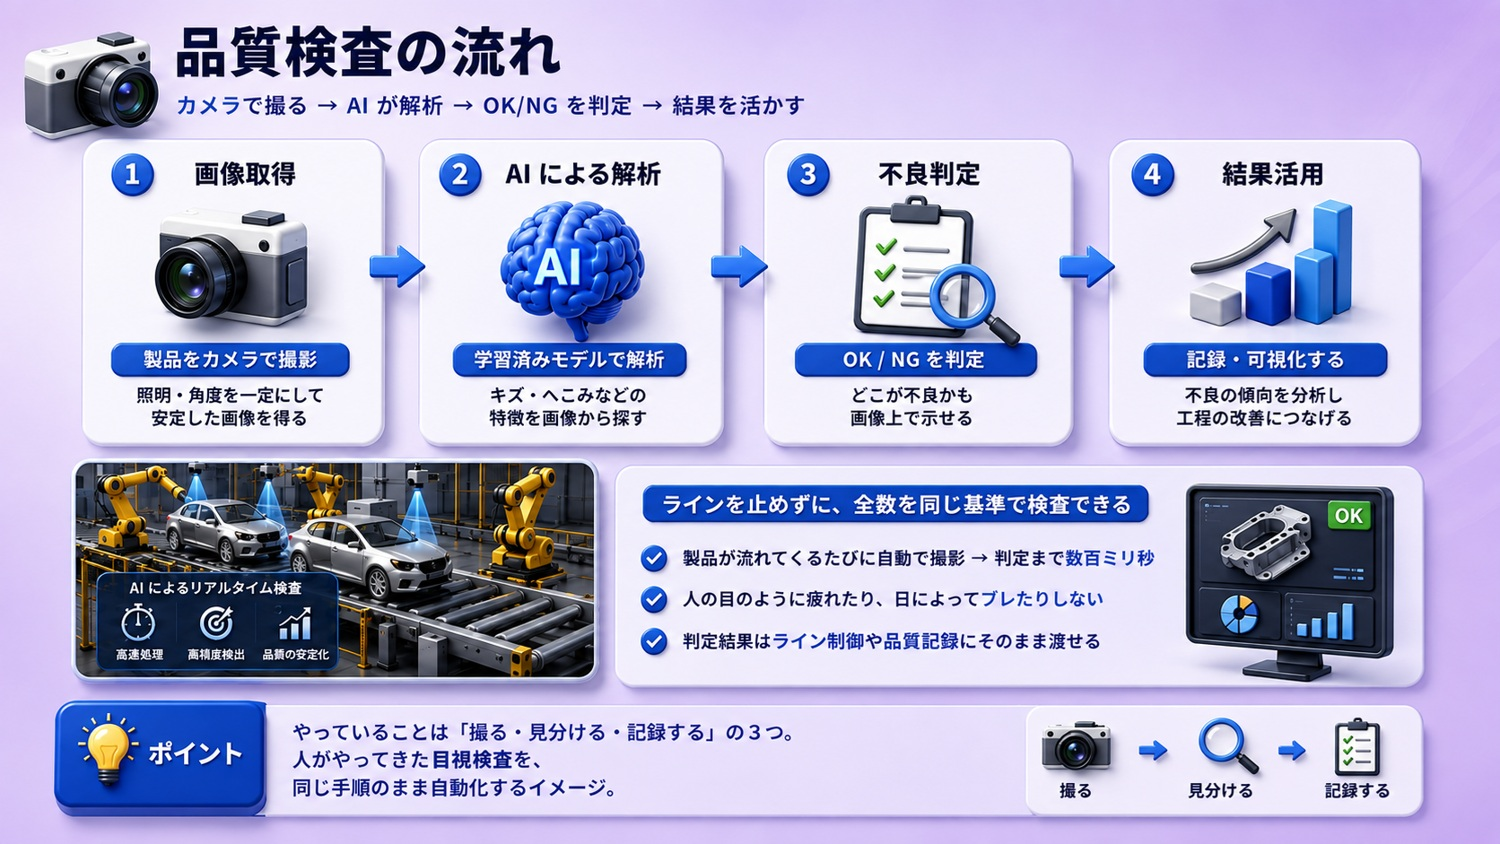 品質検査の流れ
カメラで撮る → AI が解析 → OK/NG を判定 → 結果を活かす
1 画像取得
製品をカメラで撮影
照明・角度を一定にして
安定した画像を得る
2 AI による解析
AI
学習済みモデルで解析
キズ・へこみなどの
特徴を画像から探す
3 不良判定
OK / NG を判定
どこが不良かも
画像上で示せる
4 結果活用
記録・可視化する
不良の傾向を分析し
工程の改善につなげる
AI によるリアルタイム検査
高速処理
高精度検出
品質の安定化
ラインを止めずに、全数を同じ基準で検査できる
製品が流れてくるたびに自動で撮影 → 判定まで数百ミリ秒
人の目のように疲れたり、日によってブレたりしない
判定結果はライン制御や品質記録にそのまま渡せる
OK
ポイント
やっていることは「撮る・見分ける・記録する」の３つ。
人がやってきた目視検査を、
同じ手順のまま自動化するイメージ。
撮る
見分ける
記録する